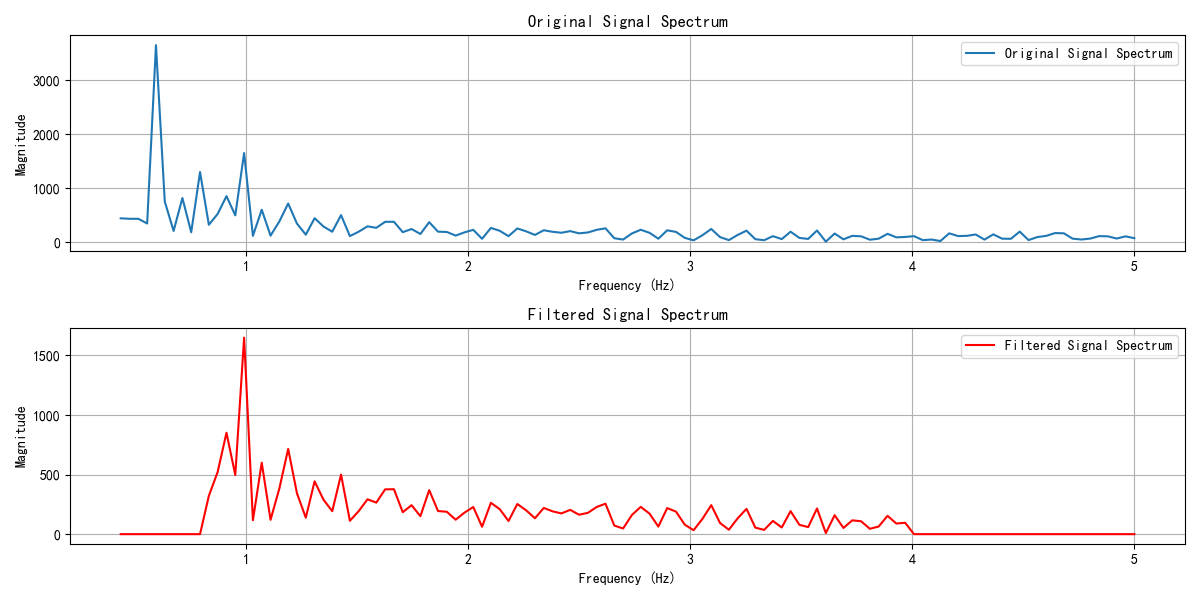 Original Signal Spectrum
Original Signal Spectrum
Magnitude
3000
2000
1000
0
1 2 3 4 5
Frequency (Hz)
Filtered Signal Spectrum
Filtered Signal Spectrum
Magnitude
1500
1000
500
0
1 2 3 4 5
Frequency (Hz)